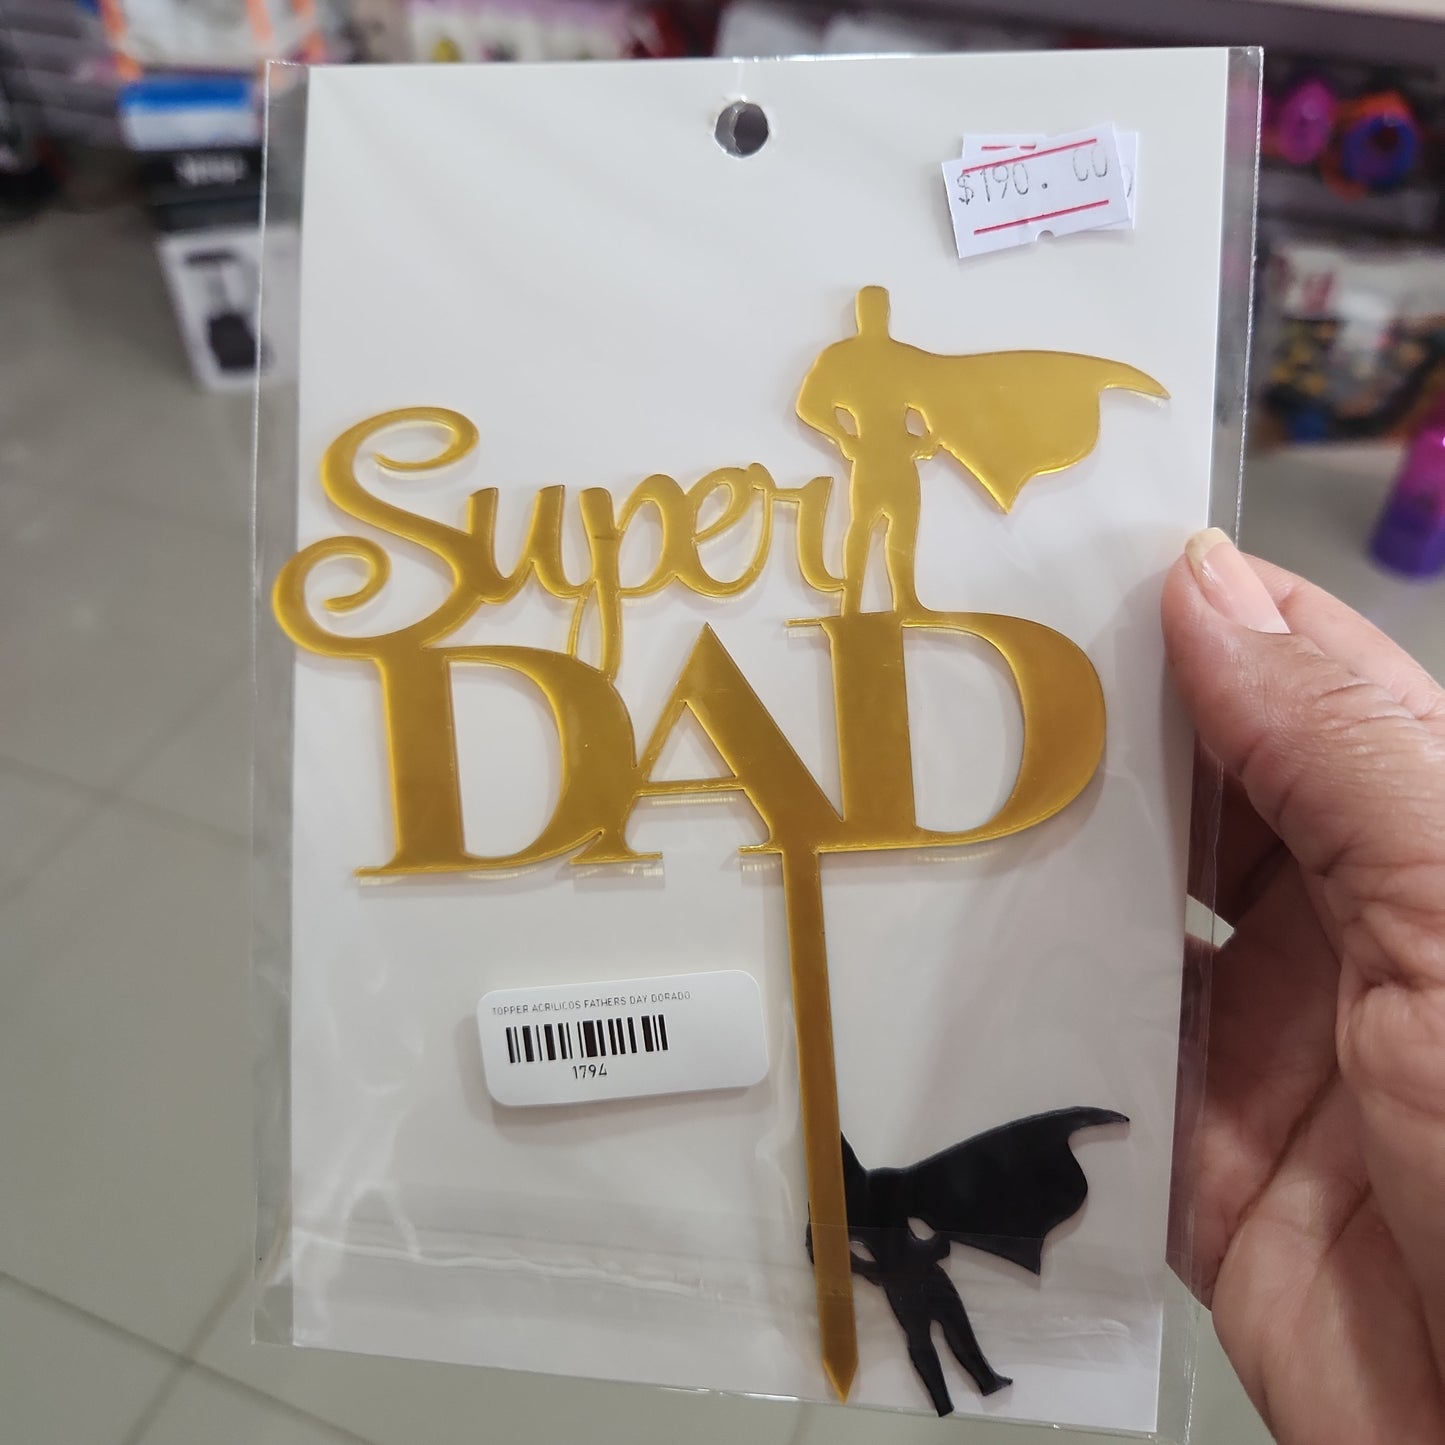 $190.00
Super
DAD
TOPPER ACRILICOS FATHERS DAY DORADO
1794